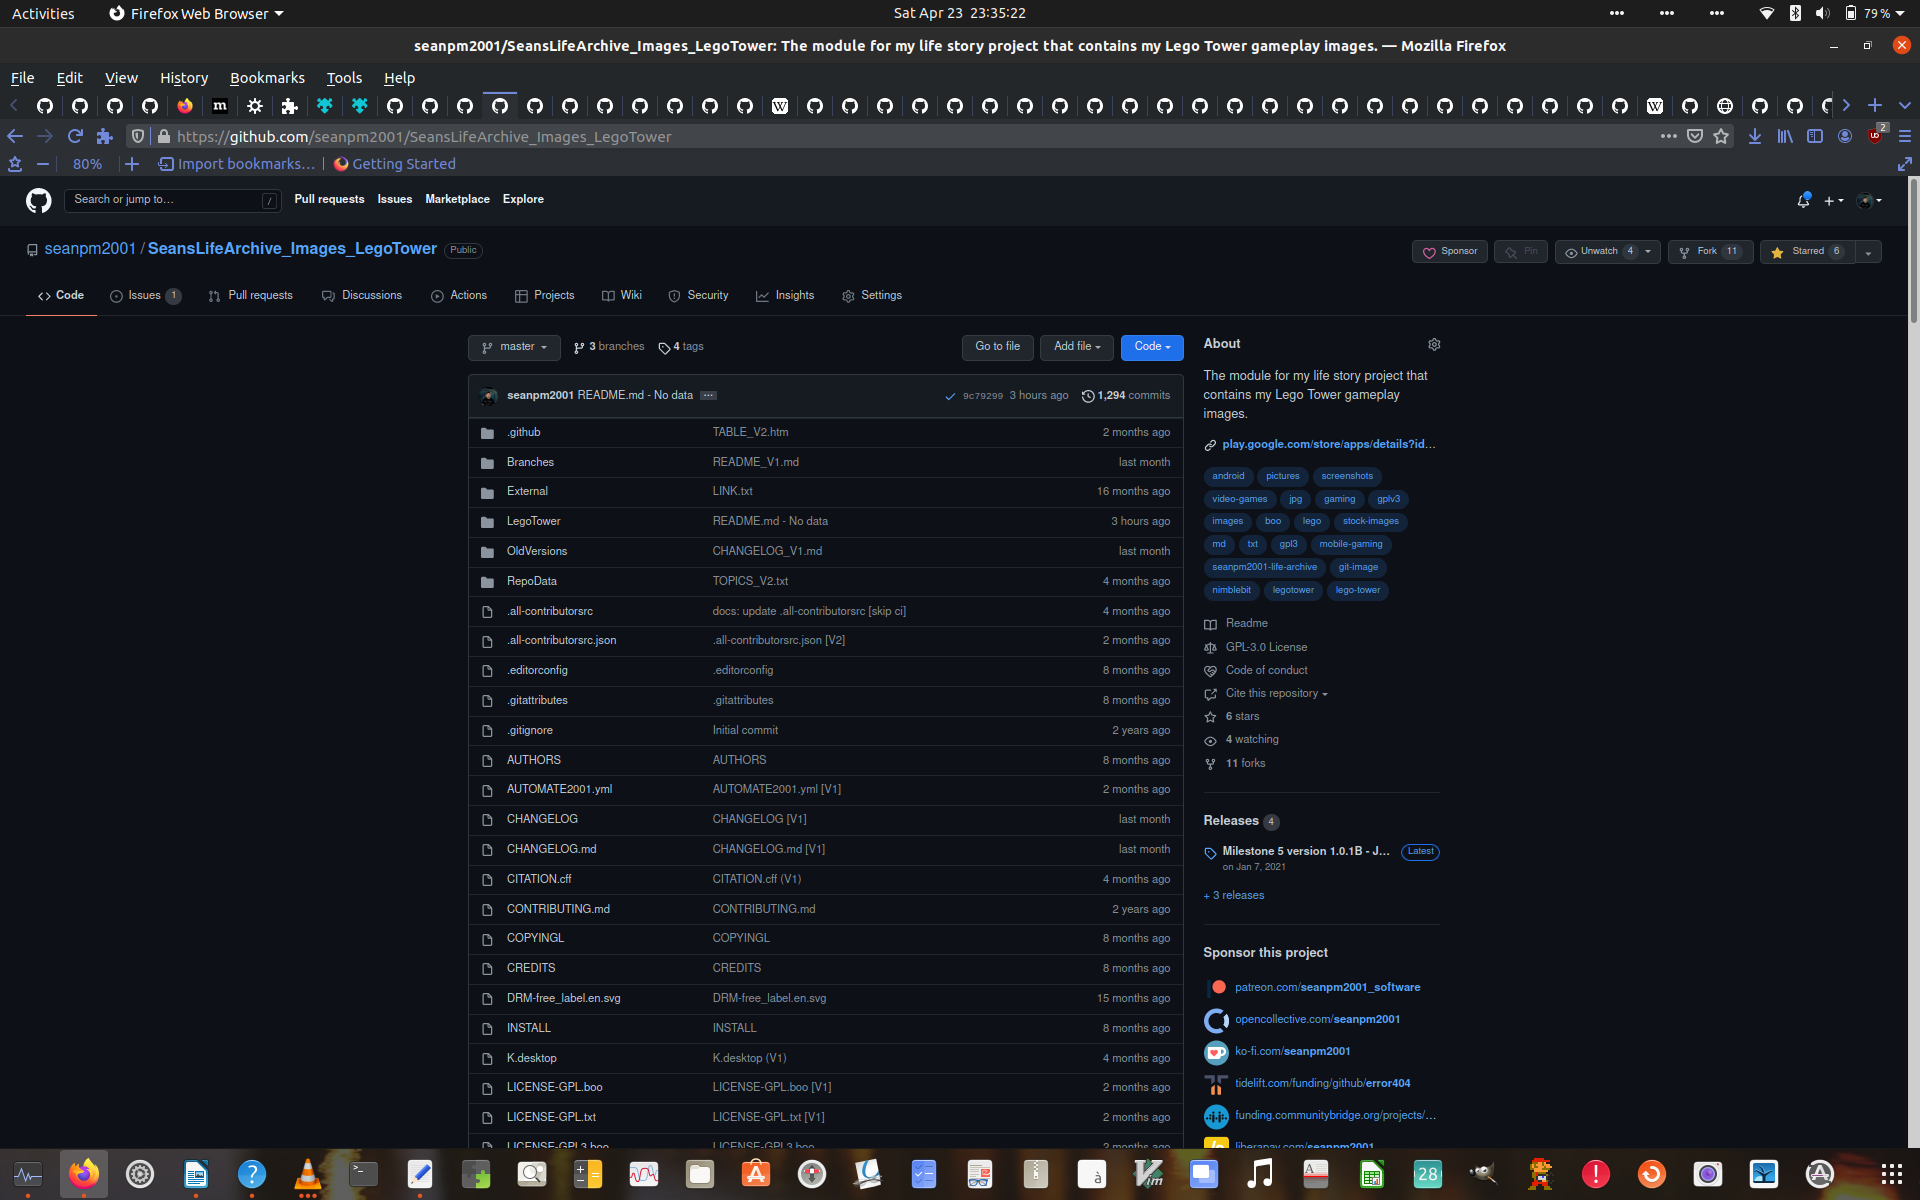 Activities Firefox Web Browser Sat Apr 23 23:35:22 79 %
seanpm2001/SeansLifeArchive_Images_LegoTower: The module for my life story project that contains my Lego Tower gameplay images. — Mozilla Firefox
File Edit View History Bookmarks Tools Help
https://github.com/seanpm2001/SeansLifeArchive_Images_LegoTower 2
80% Import bookmarks... Getting Started
Search or jump to... / Pull requests Issues Marketplace Explore
seanpm2001 / SeansLifeArchive_Images_LegoTower Public Sponsor Pin Unwatch 4 Fork 11 Starred 6
Code Issues 1 Pull requests Discussions Actions Projects Wiki Security Insights Settings
master 3 branches 4 tags Go to file Add file Code
seanpm2001 README.md - No data 9c79299 3 hours ago 1,294 commits
.github TABLE_V2.htm 2 months ago
Branches README_V1.md last month
External LINK.txt 16 months ago
LegoTower README.md - No data 3 hours ago
OldVersions CHANGELOG_V1.md last month
RepoData TOPICS_V2.txt 4 months ago
.all-contributorsrc docs: update .all-contributorsrc [skip ci] 4 months ago
.all-contributorsrc.json .all-contributorsrc.json [V2] 2 months ago
.editorconfig .editorconfig 8 months ago
.gitattributes .gitattributes 8 months ago
.gitignore Initial commit 2 years ago
AUTHORS AUTHORS 8 months ago
AUTOMATE2001.yml AUTOMATE2001.yml [V1] 2 months ago
CHANGELOG CHANGELOG [V1] last month
CHANGELOG.md CHANGELOG.md [V1] last month
CITATION.cff CITATION.cff (V1) 4 months ago
CONTRIBUTING.md CONTRIBUTING.md 2 years ago
COPYINGL COPYINGL 8 months ago
CREDITS CREDITS 8 months ago
DRM-free_label.en.svg DRM-free_label.en.svg 15 months ago
INSTALL INSTALL 8 months ago
K.desktop K.desktop (V1) 4 months ago
LICENSE-GPL.boo LICENSE-GPL.boo [V1] 2 months ago
LICENSE-GPL.txt LICENSE-GPL.txt [V1] 2 months ago
LICENSE-GPL3.boo LICENSE-GPL3.boo 2 months ago
About
The module for my life story project that
contains my Lego Tower gameplay
images.
play.google.com/store/apps/details?id...
android pictures screenshots
video-games jpg gaming gplv3
images boo lego stock-images
md txt gpl3 mobile-gaming
seanpm2001-life-archive git-image
nimblebit legotower lego-tower
Readme
GPL-3.0 License
Code of conduct
Cite this repository
6 stars
4 watching
11 forks
Releases 4
Milestone 5 version 1.0.1B - J... Latest
on Jan 7, 2021
+ 3 releases
Sponsor this project
patreon.com/seanpm2001_software
opencollective.com/seanpm2001
ko-fi.com/seanpm2001
tidelift.com/funding/github/error404
funding.communitybridge.org/projects/...
liberapay.com/seanpm2001
28